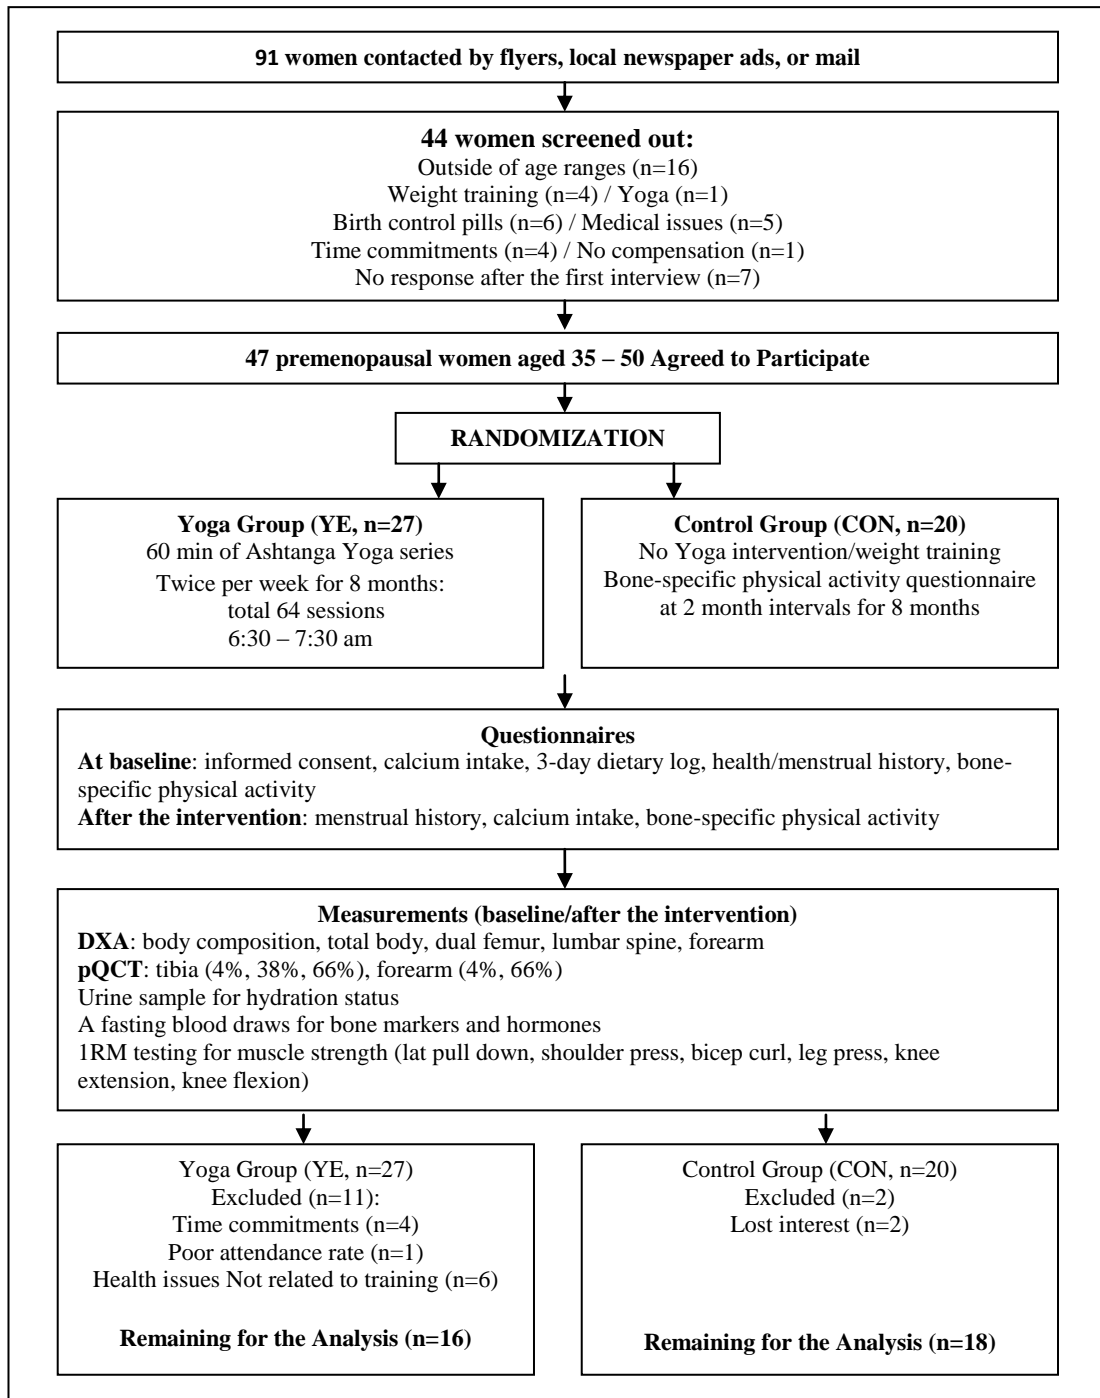 91 women contacted by flyers, local newspaper ads, or mail
44 women screened out:
Outside of age ranges (n=16)
Weight training (n=4) / Yoga (n=1)
Birth control pills (n=6) / Medical issues (n=5)
Time commitments (n=4) / No compensation (n=1)
No response after the first interview (n=7)
47 premenopausal women aged 35 – 50 Agreed to Participate
RANDOMIZATION
Yoga Group (YE, n=27)
60 min of Ashtanga Yoga series
Twice per week for 8 months:
total 64 sessions
6:30 – 7:30 am
Control Group (CON, n=20)
No Yoga intervention/weight training
Bone-specific physical activity questionnaire
at 2 month intervals for 8 months
Questionnaires
At baseline: informed consent, calcium intake, 3-day dietary log, health/menstrual history, bone-
specific physical activity
After the intervention: menstrual history, calcium intake, bone-specific physical activity
Measurements (baseline/after the intervention)
DXA: body composition, total body, dual femur, lumbar spine, forearm
pQCT: tibia (4%, 38%, 66%), forearm (4%, 66%)
Urine sample for hydration status
A fasting blood draws for bone markers and hormones
1RM testing for muscle strength (lat pull down, shoulder press, bicep curl, leg press, knee
extension, knee flexion)
Yoga Group (YE, n=27)
Excluded (n=11):
Time commitments (n=4)
Poor attendance rate (n=1)
Health issues Not related to training (n=6)
Remaining for the Analysis (n=16)
Control Group (CON, n=20)
Excluded (n=2)
Lost interest (n=2)
Remaining for the Analysis (n=18)